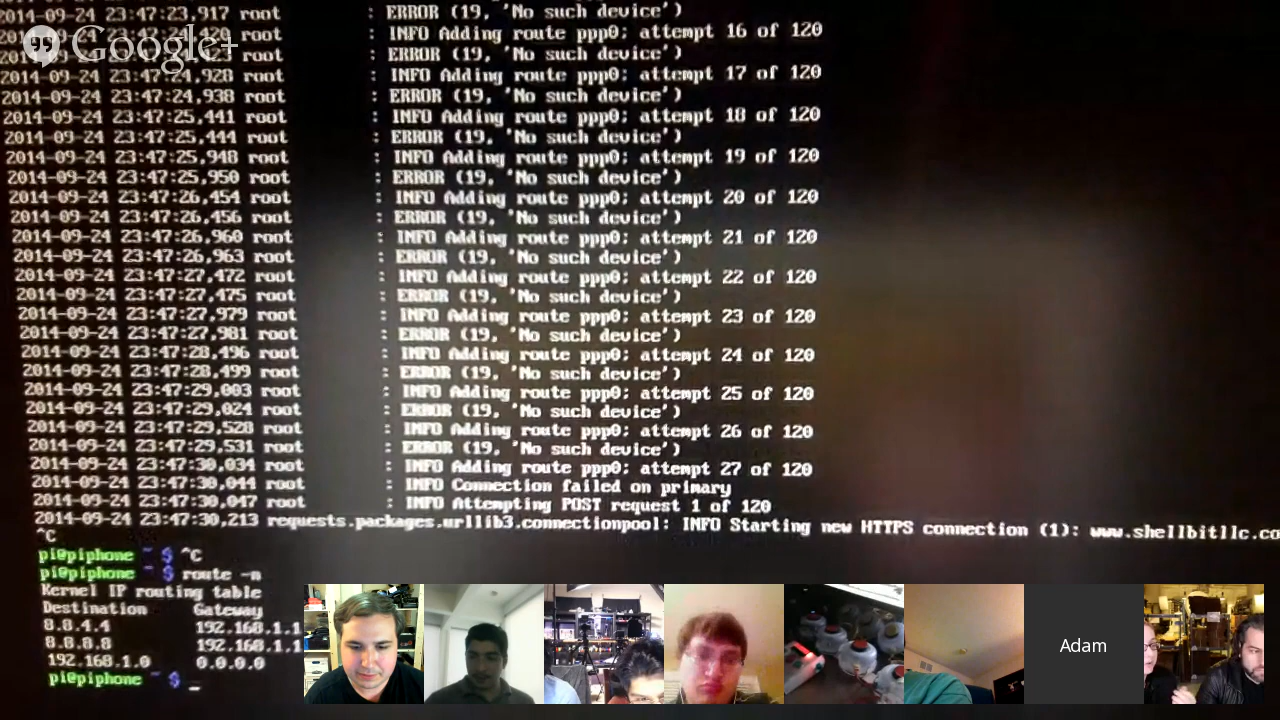 2014-09-24 23:47:23,917 root : ERROR (19, 'No such device')
Google+
root : INFO Adding route ppp0; attempt 16 of 120
root : ERROR (19, 'No such device')
2014-09-24 23:47:24,928 root : INFO Adding route ppp0; attempt 17 of 120
2014-09-24 23:47:24,938 root : ERROR (19, 'No such device')
2014-09-24 23:47:25,441 root : INFO Adding route ppp0; attempt 18 of 120
2014-09-24 23:47:25,444 root : ERROR (19, 'No such device')
2014-09-24 23:47:25,948 root : INFO Adding route ppp0; attempt 19 of 120
2014-09-24 23:47:25,950 root : ERROR (19, 'No such device')
2014-09-24 23:47:26,454 root : INFO Adding route ppp0; attempt 20 of 120
2014-09-24 23:47:26,456 root : ERROR (19, 'No such device')
2014-09-24 23:47:26,960 root : INFO Adding route ppp0; attempt 21 of 120
2014-09-24 23:47:26,963 root : ERROR (19, 'No such device')
2014-09-24 23:47:27,472 root : INFO Adding route ppp0; attempt 22 of 120
2014-09-24 23:47:27,475 root : ERROR (19, 'No such device')
2014-09-24 23:47:27,979 root : INFO Adding route ppp0; attempt 23 of 120
2014-09-24 23:47:27,981 root : ERROR (19, 'No such device')
2014-09-24 23:47:28,496 root : INFO Adding route ppp0; attempt 24 of 120
2014-09-24 23:47:28,499 root : ERROR (19, 'No such device')
2014-09-24 23:47:29,003 root : INFO Adding route ppp0; attempt 25 of 120
2014-09-24 23:47:29,024 root : ERROR (19, 'No such device')
2014-09-24 23:47:29,528 root : INFO Adding route ppp0; attempt 26 of 120
2014-09-24 23:47:29,531 root : ERROR (19, 'No such device')
2014-09-24 23:47:30,034 root : INFO Adding route ppp0; attempt 27 of 120
2014-09-24 23:47:30,044 root : INFO Connection failed on primary
2014-09-24 23:47:30,047 root : INFO Attempting POST request 1 of 120
2014-09-24 23:47:30,213 requests.packages.urllib3.connectionpool: INFO Starting new HTTPS connection (1): www.shellbitllc.co
^C
pi@piphone ~ $ ^C
pi@piphone ~ $ route -n
Kernel IP routing table
Destination Gateway
8.8.4.4 192.168.1.1
8.8.8.8 192.168.1.1
192.168.1.0 0.0.0.0
pi@piphone ~ $ _
Adam